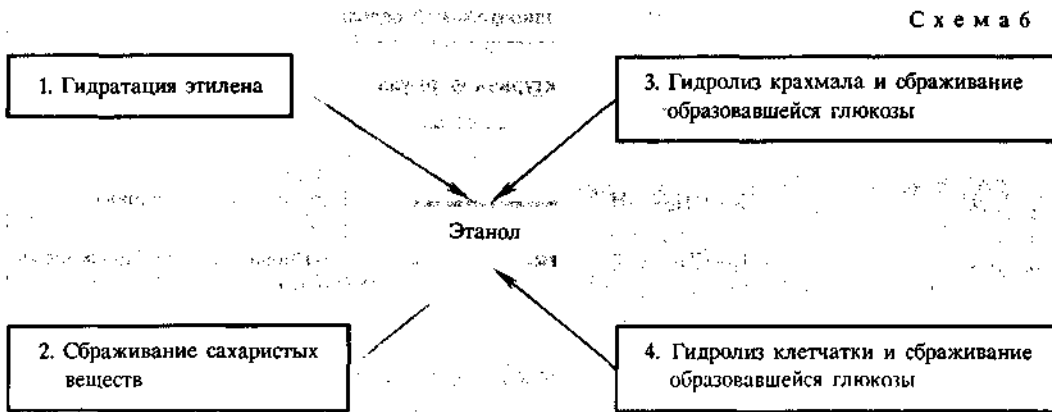 С х е м а 6
1. Гидратация этилена
3. Гидролиз крахмала и сбраживание
образовавшейся глюкозы
Этанол
2. Сбраживание сахаристых
веществ
4. Гидролиз клетчатки и сбраживание
образовавшейся глюкозы